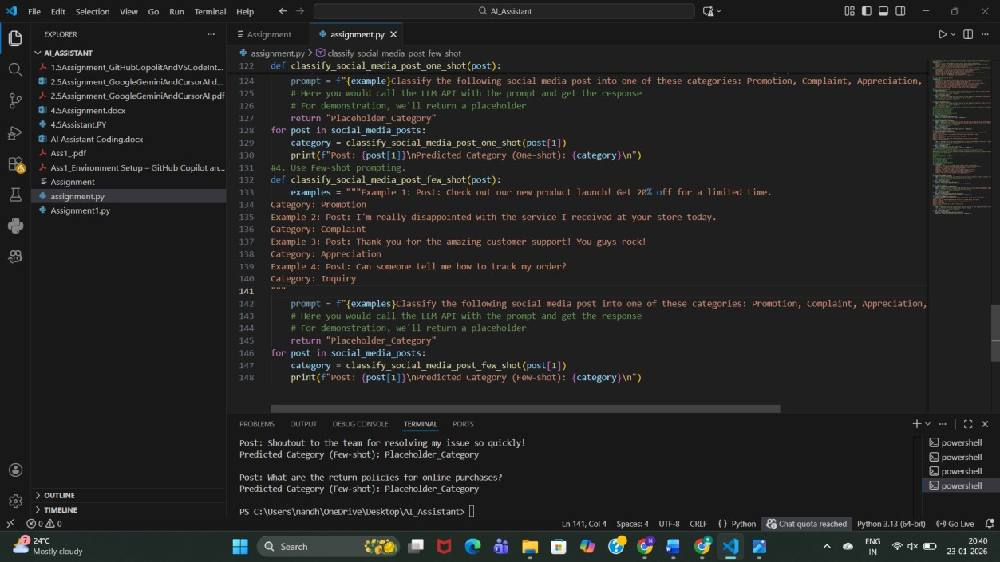 File Edit Selection View Go Run Terminal Help
AI_Assistant
EXPLORER
AI_ASSISTANT
1.5Assignment_GitHubCopolitAndVSCodeInt...
2.5Assignment_GoogleGeminiAndCursorAI.d...
2.5Assignment_GoogleGeminiAndCursorAI.pdf
4.5Assignment.docx
4.5Assistant.PY
AI Assistant Coding.docx
Ass1_.pdf
Ass1_Environment Setup – GitHub Copilot an...
Assignment
assignment.py
Assignment1.py
OUTLINE
TIMELINE
Assignment
assignment.py
assignment.py > classify_social_media_post_few_shot
122 def classify_social_media_post_one_shot(post):
124 prompt = f"{example}Classify the following social media post into one of these categories: Promotion, Complaint, Appreciation,
125 # Here you would call the LLM API with the prompt and get the response
126 # For demonstration, we'll return a placeholder
127 return "Placeholder_Category"
128 for post in social_media_posts:
129 category = classify_social_media_post_one_shot(post[1])
130 print(f"Post: {post[1]}\nPredicted Category (One-shot): {category}\n")
131 #4. Use Few-shot prompting.
132 def classify_social_media_post_few_shot(post):
133 examples = """Example 1: Post: Check out our new product launch! Get 20% off for a limited time.
134 Category: Promotion
135 Example 2: Post: I'm really disappointed with the service I received at your store today.
136 Category: Complaint
137 Example 3: Post: Thank you for the amazing customer support! You guys rock!
138 Category: Appreciation
139 Example 4: Post: Can someone tell me how to track my order?
140 Category: Inquiry
141 """
142 prompt = f"{examples}Classify the following social media post into one of these categories: Promotion, Complaint, Appreciation,
143 # Here you would call the LLM API with the prompt and get the response
144 # For demonstration, we'll return a placeholder
145 return "Placeholder_Category"
146 for post in social_media_posts:
147 category = classify_social_media_post_few_shot(post[1])
148 print(f"Post: {post[1]}\nPredicted Category (Few-shot): {category}\n")
PROBLEMS OUTPUT DEBUG CONSOLE TERMINAL PORTS
Post: Shoutout to the team for resolving my issue so quickly!
Predicted Category (Few-shot): Placeholder_Category
Post: What are the return policies for online purchases?
Predicted Category (Few-shot): Placeholder_Category
PS C:\Users\nandh\OneDrive\Desktop\AI_Assistant>
powershell
powershell
powershell
powershell
0 0 Ln 141, Col 4 Spaces: 4 UTF-8 CRLF { } Python Chat quota reached Python 3.13 (64-bit) Go Live
7 24°C
Mostly cloudy
Search
ENG
IN
20:40
23-01-2026